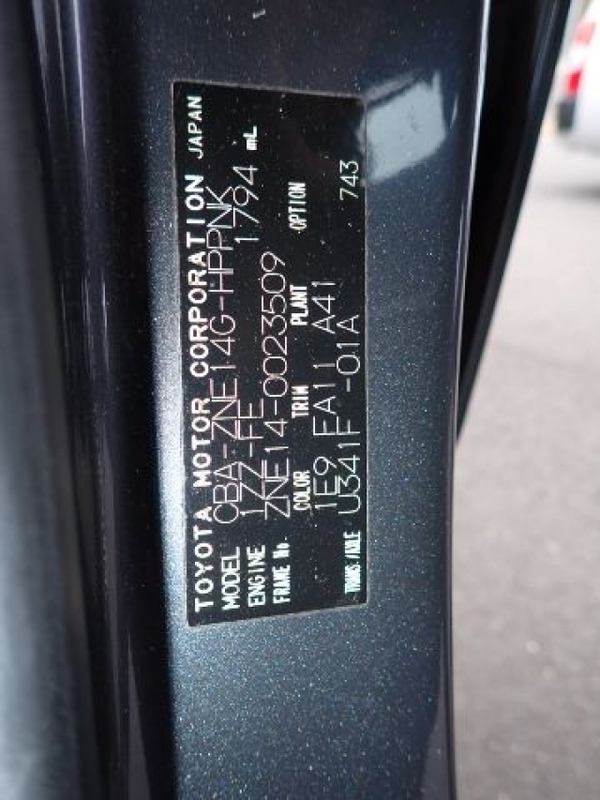 TOYOTA MOTOR CORPORATION JAPAN
MODEL CBA-ZNE14G-HPPNK
ENGINE 1ZZ-FE 1794 mL
FRAME No. ZNE14-0023509
COLOR TRIM PLANT OPTION
1E9 FA11 A41
TRANS/AXLE U341F -01A 743